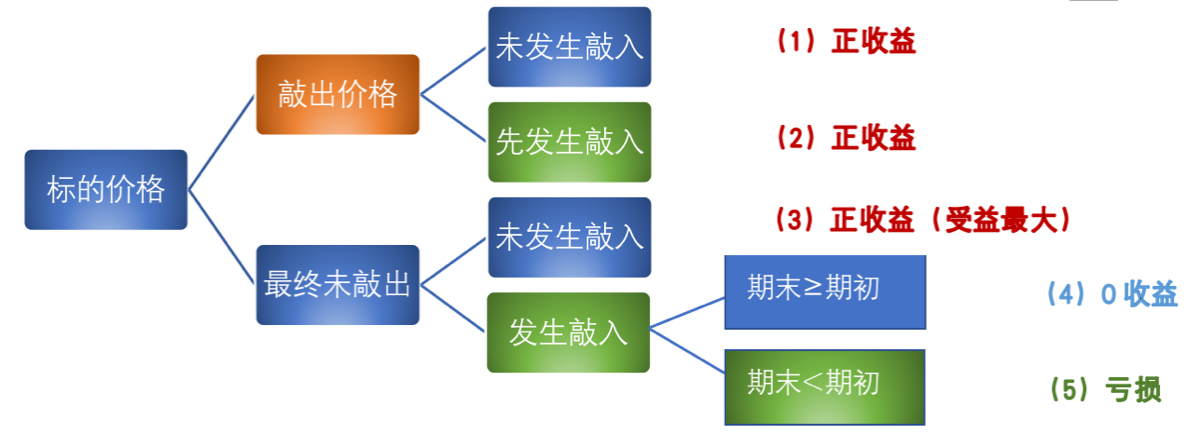 未发生敲入
(1) 正收益
敲出价格
先发生敲入
(2) 正收益
标的价格
未发生敲入
(3) 正收益 (受益最大)
最终未敲出
期末≥期初
(4) 0收益
发生敲入
期末<期初
(5) 亏损